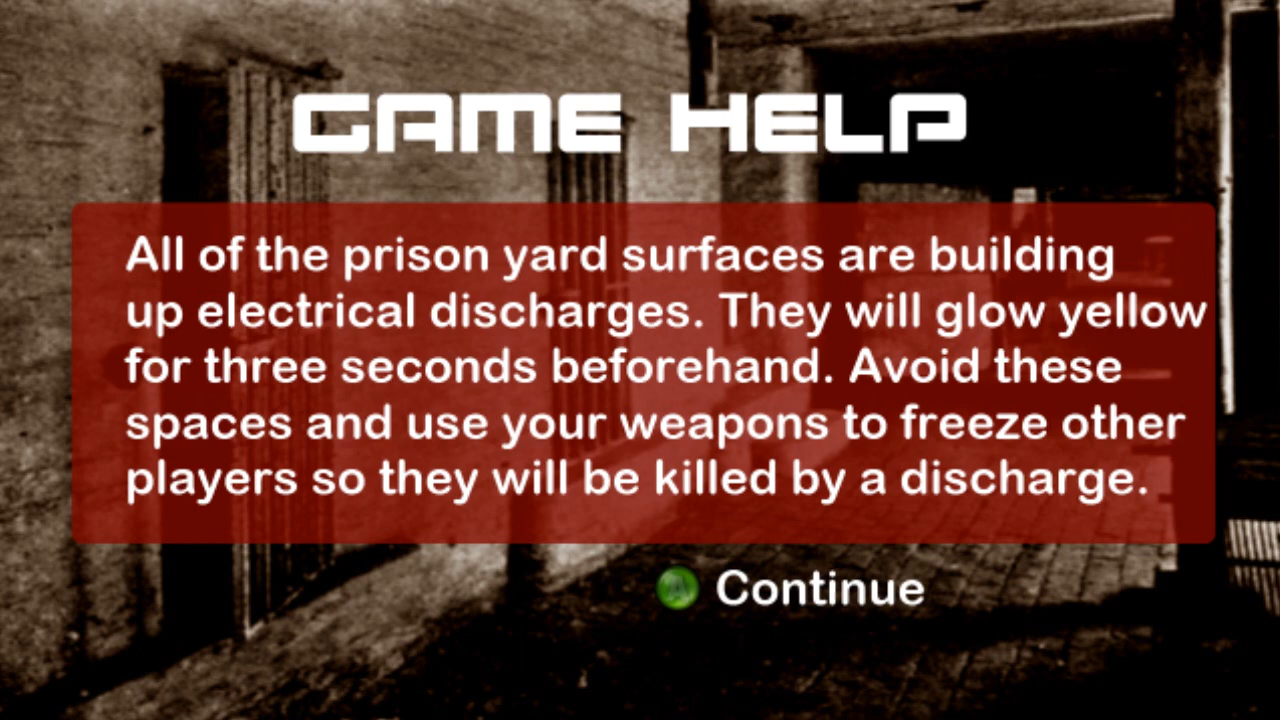 GAME HELP
All of the prison yard surfaces are building
up electrical discharges. They will glow yellow
for three seconds beforehand. Avoid these
spaces and use your weapons to freeze other
players so they will be killed by a discharge.
A Continue